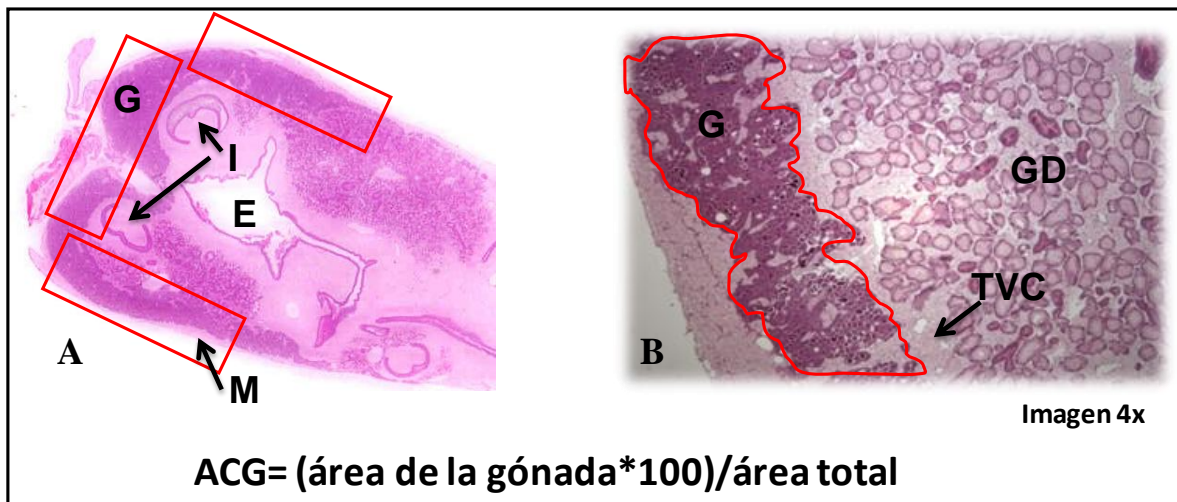 G
I
E
A
M
G
GD
TVC
B
Imagen 4x
ACG= (área de la gónada*100)/área total